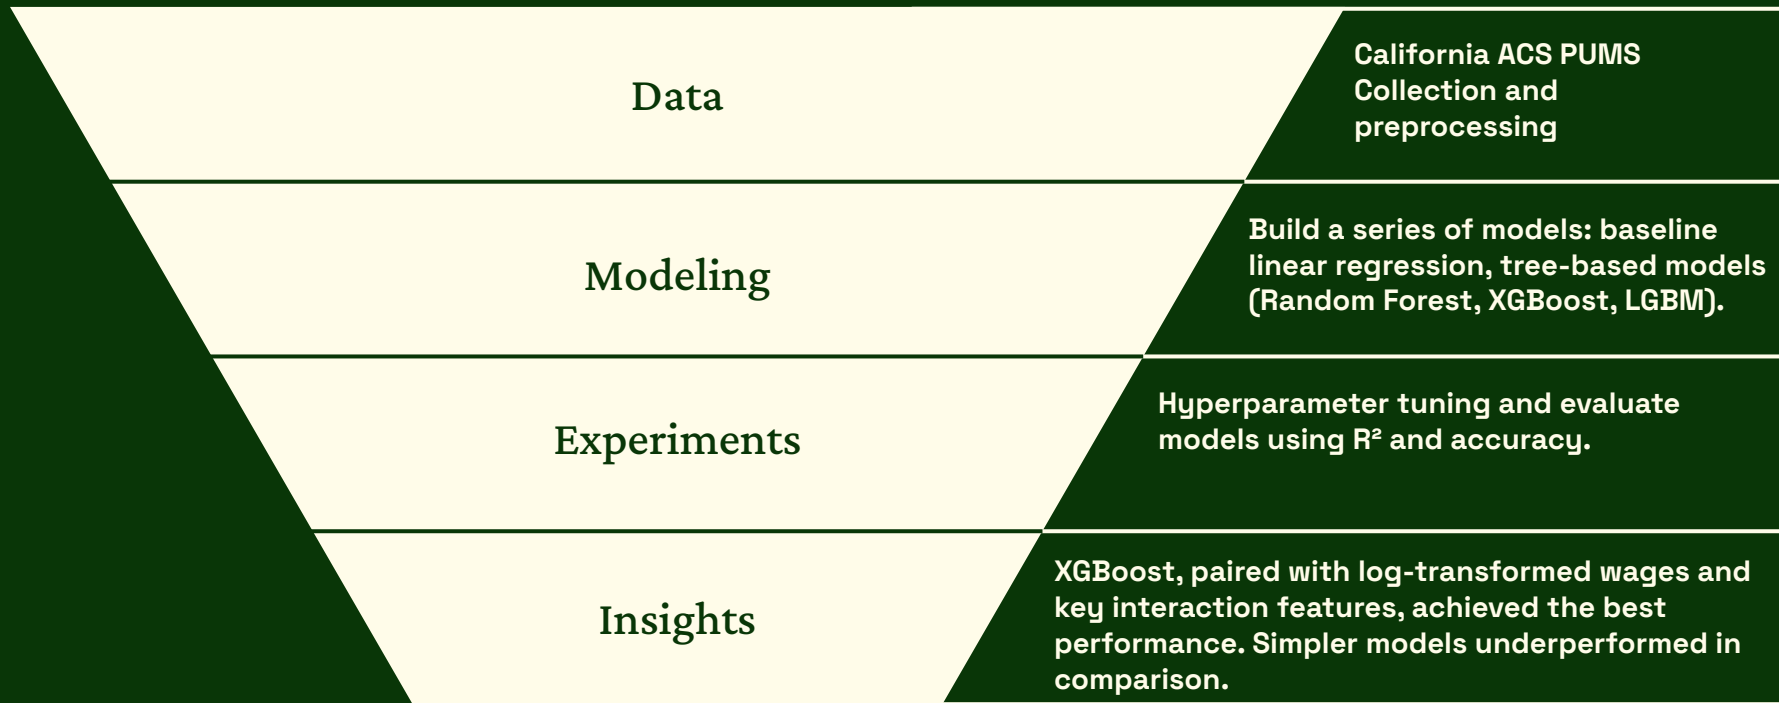 Data
California ACS PUMS
Collection and
preprocessing
Modeling
Build a series of models: baseline
linear regression, tree-based models
(Random Forest, XGBoost, LGBM).
Experiments
Hyperparameter tuning and evaluate
models using R² and accuracy.
Insights
XGBoost, paired with log-transformed wages and
key interaction features, achieved the best
performance. Simpler models underperformed in
comparison.